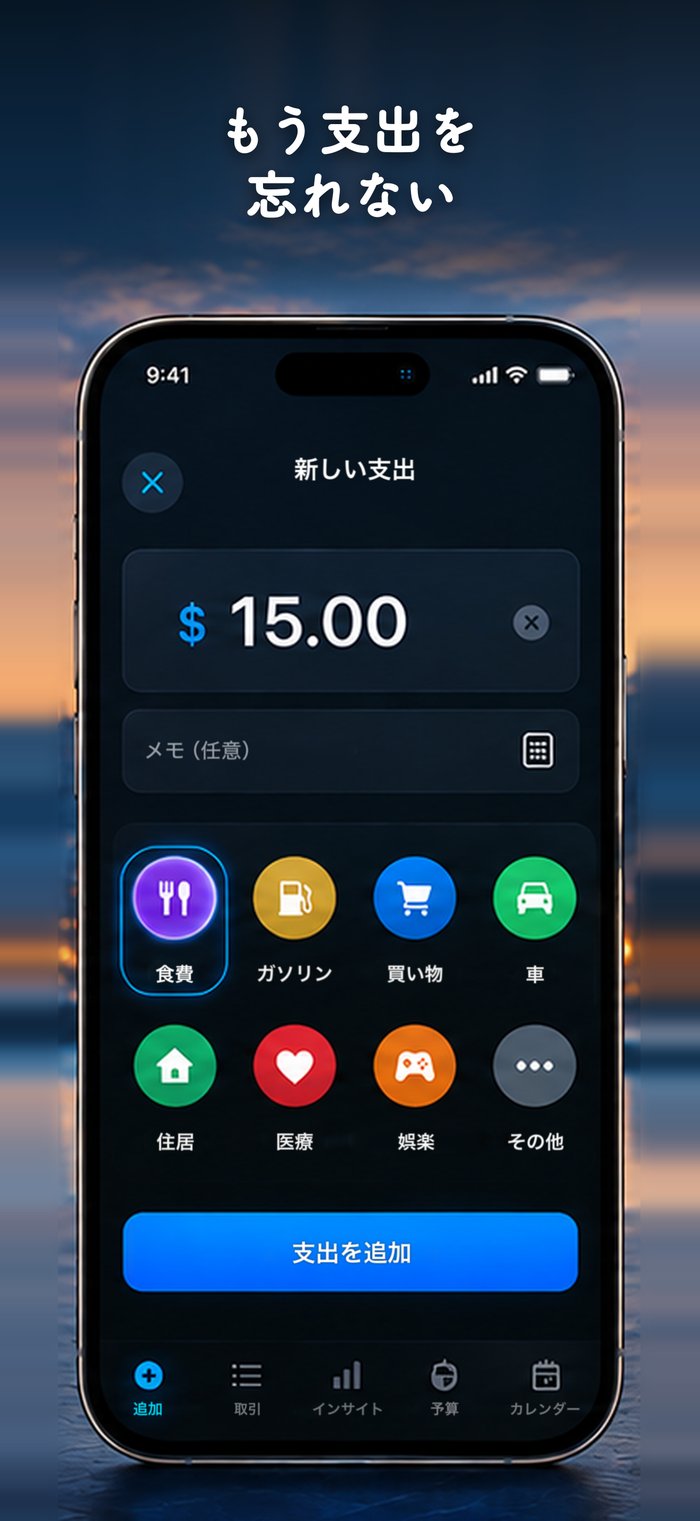 もう支出を
忘れない
9:41
新しい支出
$ 15.00
メモ (任意)
食費 ガソリン 買い物 車
住居 医療 娯楽 その他
支出を追加
追加 取引 インサイト 予算 カレンダー